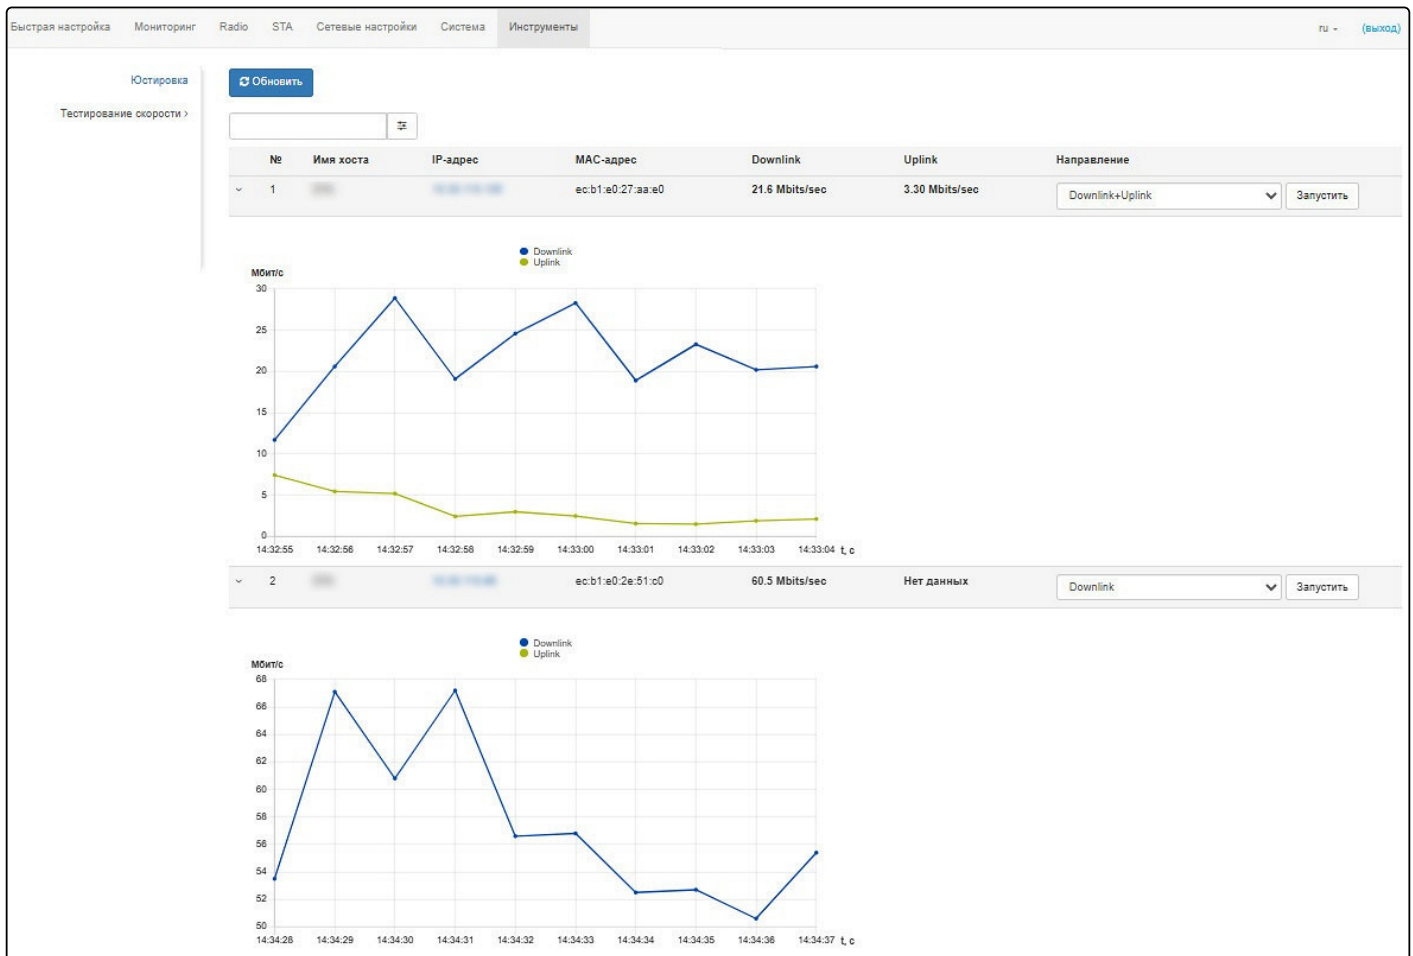 Быстрая настройка Мониторинг Radio STA Сетевые настройки Система Инструменты ru (выход)
Юстировка
Обновить
Тестирование скорости ›
№ Имя хоста IP-адрес MAC-адрес Downlink Uplink Направление
1 ec:b1:e0:27:aa:e0 21.6 Mbits/sec 3.30 Mbits/sec Downlink+Uplink Запустить
Downlink
Uplink
Мбит/с
30
25
20
15
10
5
0
14:32:55 14:32:56 14:32:57 14:32:58 14:32:59 14:33:00 14:33:01 14:33:02 14:33:03 14:33:04 t, c
2 ec:b1:e0:2e:51:c0 60.5 Mbits/sec Нет данных Downlink Запустить
Downlink
Uplink
Мбит/с
68
66
64
62
60
58
56
54
52
50
14:34:28 14:34:29 14:34:30 14:34:31 14:34:32 14:34:33 14:34:34 14:34:35 14:34:36 14:34:37 t, c